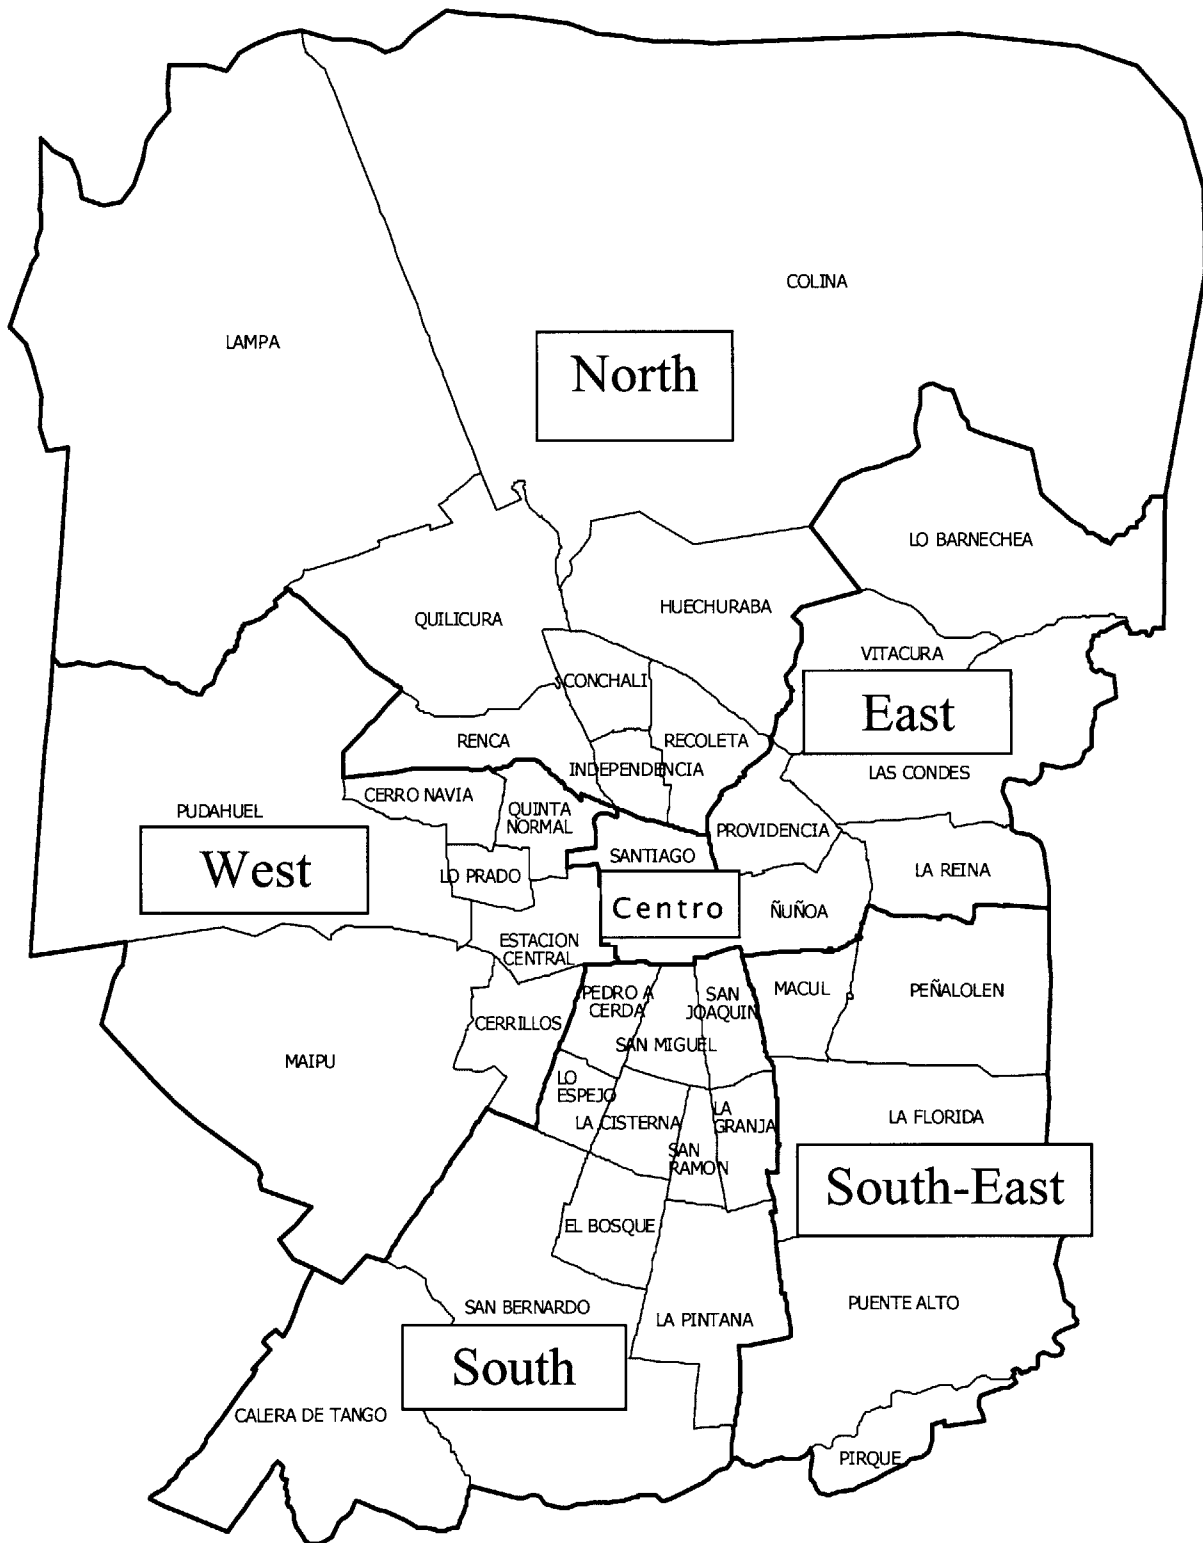 COLINA
LAMPA
North
LO BARNECHEA
HUECHURABA
QUILICURA
VITACURA
CONCHALI
East
RENCA
RECOLETA
INDEPENDENCIA
LAS CONDES
CERRO NAVIA
PUDAHUEL
QUINTA
NORMAL
PROVIDENCIA
West
SANTIAGO
LO PRADO
LA REINA
Centro
ÑUÑOA
ESTACION
CENTRAL
PEDRO A
CERDA
SAN
JOAQUIN
MACUL
PEÑALOLEN
CERRILLOS
SAN MIGUEL
MAIPU
LO
ESPEJO
LA CISTERNA
LA
GRANJA
LA FLORIDA
SAN
RAMON
South-East
EL BOSQUE
SAN BERNARDO
LA PINTANA
PUENTE ALTO
South
CALERA DE TANGO
PIRQUE